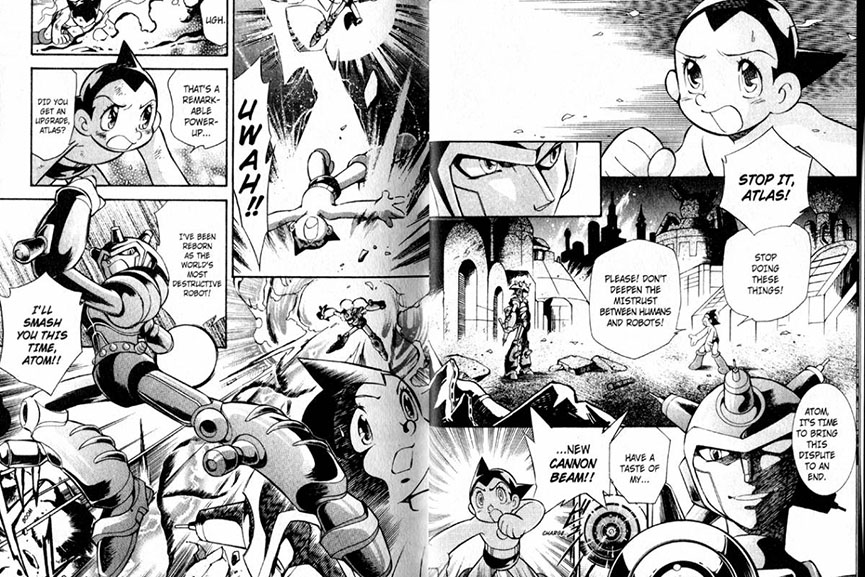 STOP IT,
ATLAS!
STOP
DOING
THESE
THINGS!
PLEASE! DON'T
DEEPEN THE
MISTRUST
BETWEEN HUMANS
AND ROBOTS!
ATOM,
IT'S TIME
TO BRING
THIS
DISPUTE
TO AN
END.
HAVE A
TASTE OF
MY...
...NEW
CANNON
BEAM!!
CHARGE
UWAH!!
UGH.
THAT'S A
REMARK-
ABLE
POWER-
UP...
DID YOU
GET AN
UPGRADE,
ATLAS?
I'VE BEEN
REBORN
AS THE
WORLD'S
MOST
DESTRUCTIVE
ROBOT!
I'LL
SMASH
YOU THIS
TIME,
ATOM!!